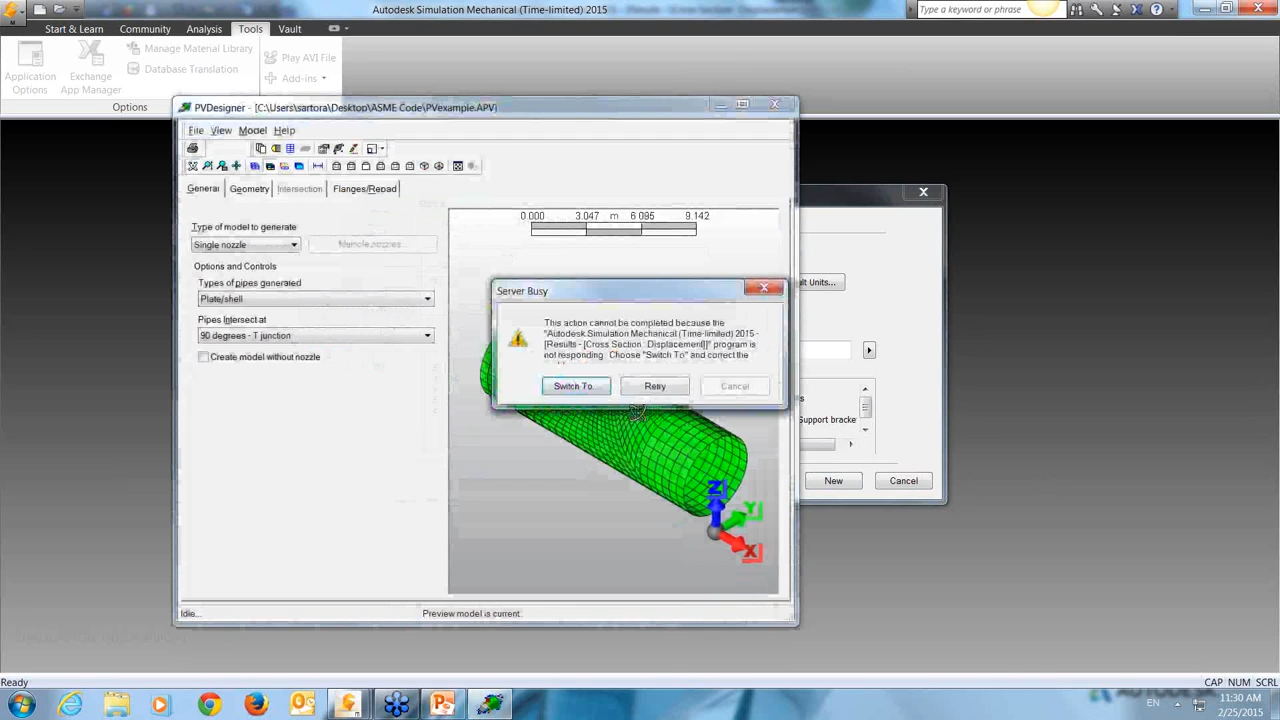 Autodesk Simulation Mechanical (Time-limited) 2015
Type a keyword or phrase
Start & Learn
Community
Analysis
Tools
Vault
Application
Options
Exchange
App Manager
Manage Material Library
Database Translation
Play AVI File
Add-ins
Options
PVDesigner - [C:\Users\sartora\Desktop\ASME Code\PVexample.APV]
File View Model Help
General
Geometry
Intersection
Flanges/Repad
Type of model to generate
Single nozzle
Options and Controls
Types of pipes generated
Plate/shell
Pipes Intersect at
90 degrees - T junction
Create model without nozzle
0.000 3.047 m 6.095 9.142
Server Busy
This action cannot be completed because the
"Autodesk Simulation Mechanical (Time-limited) 2015 -
[Results - [Cross Section : Displacement]]" program is
not responding. Choose "Switch To" and correct the
Switch To
Retry
Cancel
Z
Y
X
ult Units...
Support bracke
New
Cancel
Idle...
Preview model is current
Ready
CAP NUM SCRL
EN
11:30 AM
2/25/2015